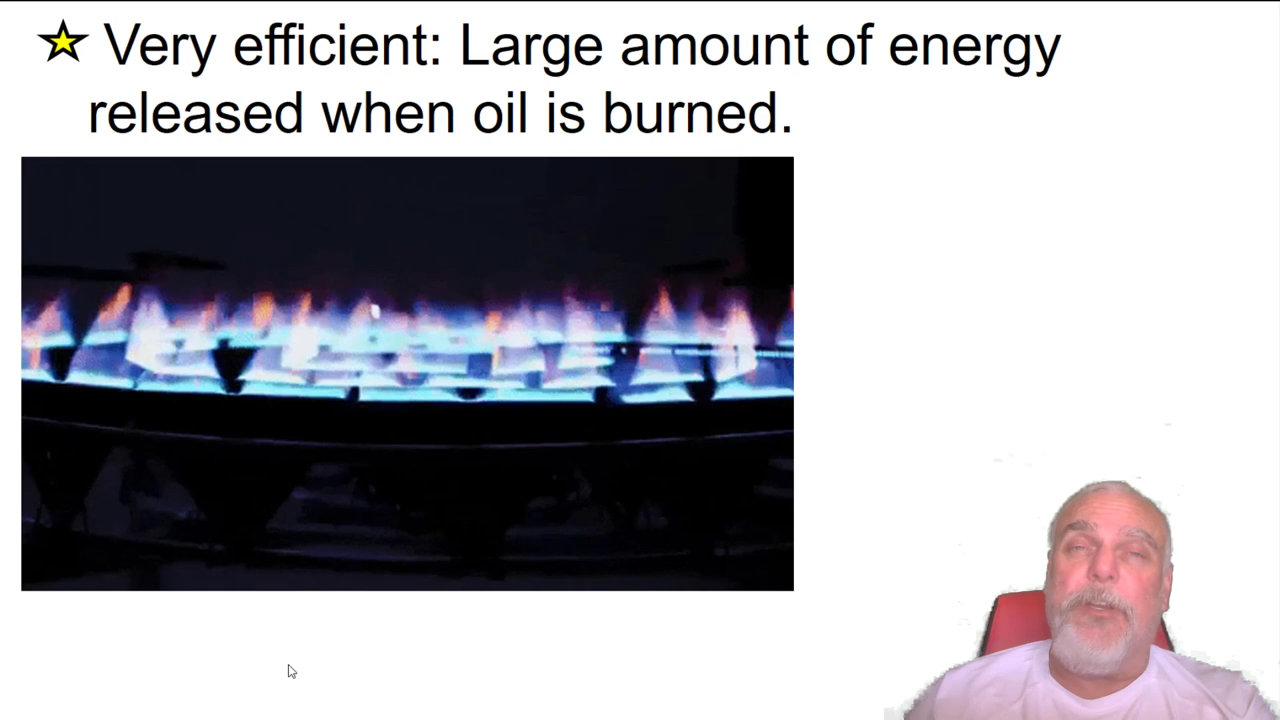 Very efficient: Large amount of energy
released when oil is burned.